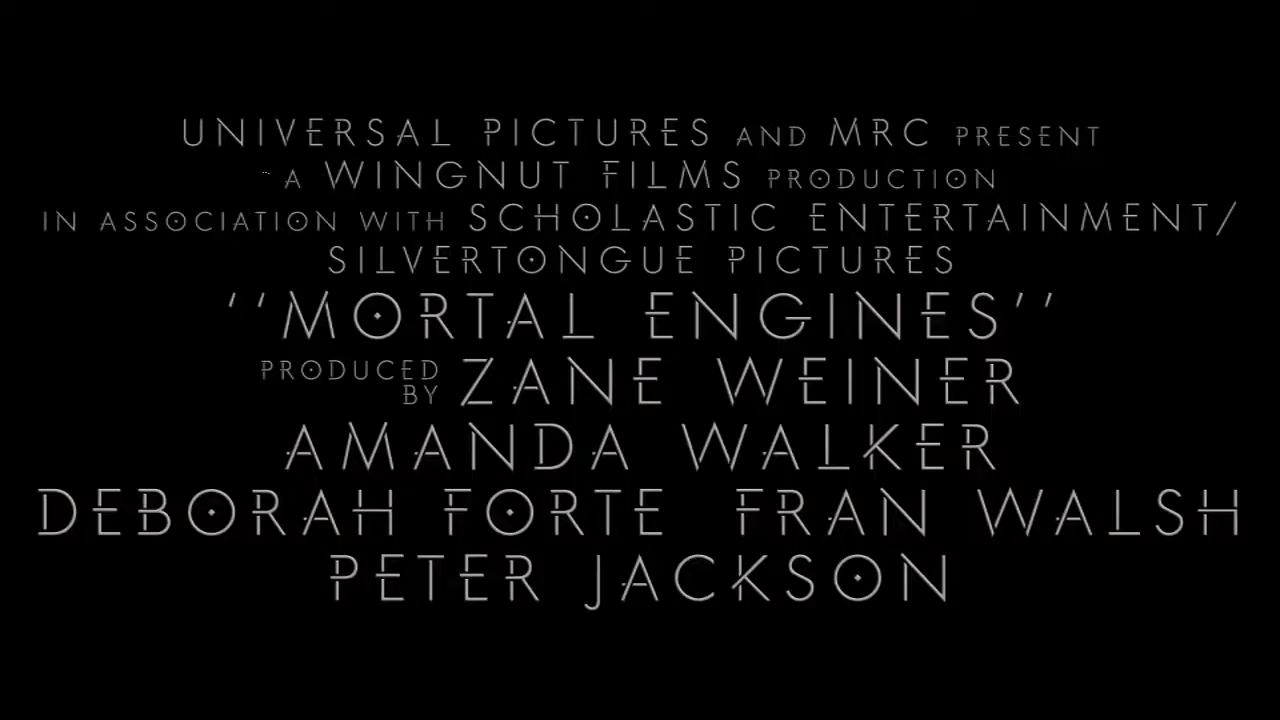 UNIVERSAL PICTURES AND MRC PRESENT
A WINGNUT FILMS PRODUCTION
IN ASSOCIATION WITH SCHOLASTIC ENTERTAINMENT/
SILVERTONGUE PICTURES
''MORTAL ENGINES''
PRODUCED BY ZANE WEINER
AMANDA WALKER
DEBORAH FORTE FRAN WALSH
PETER JACKSON